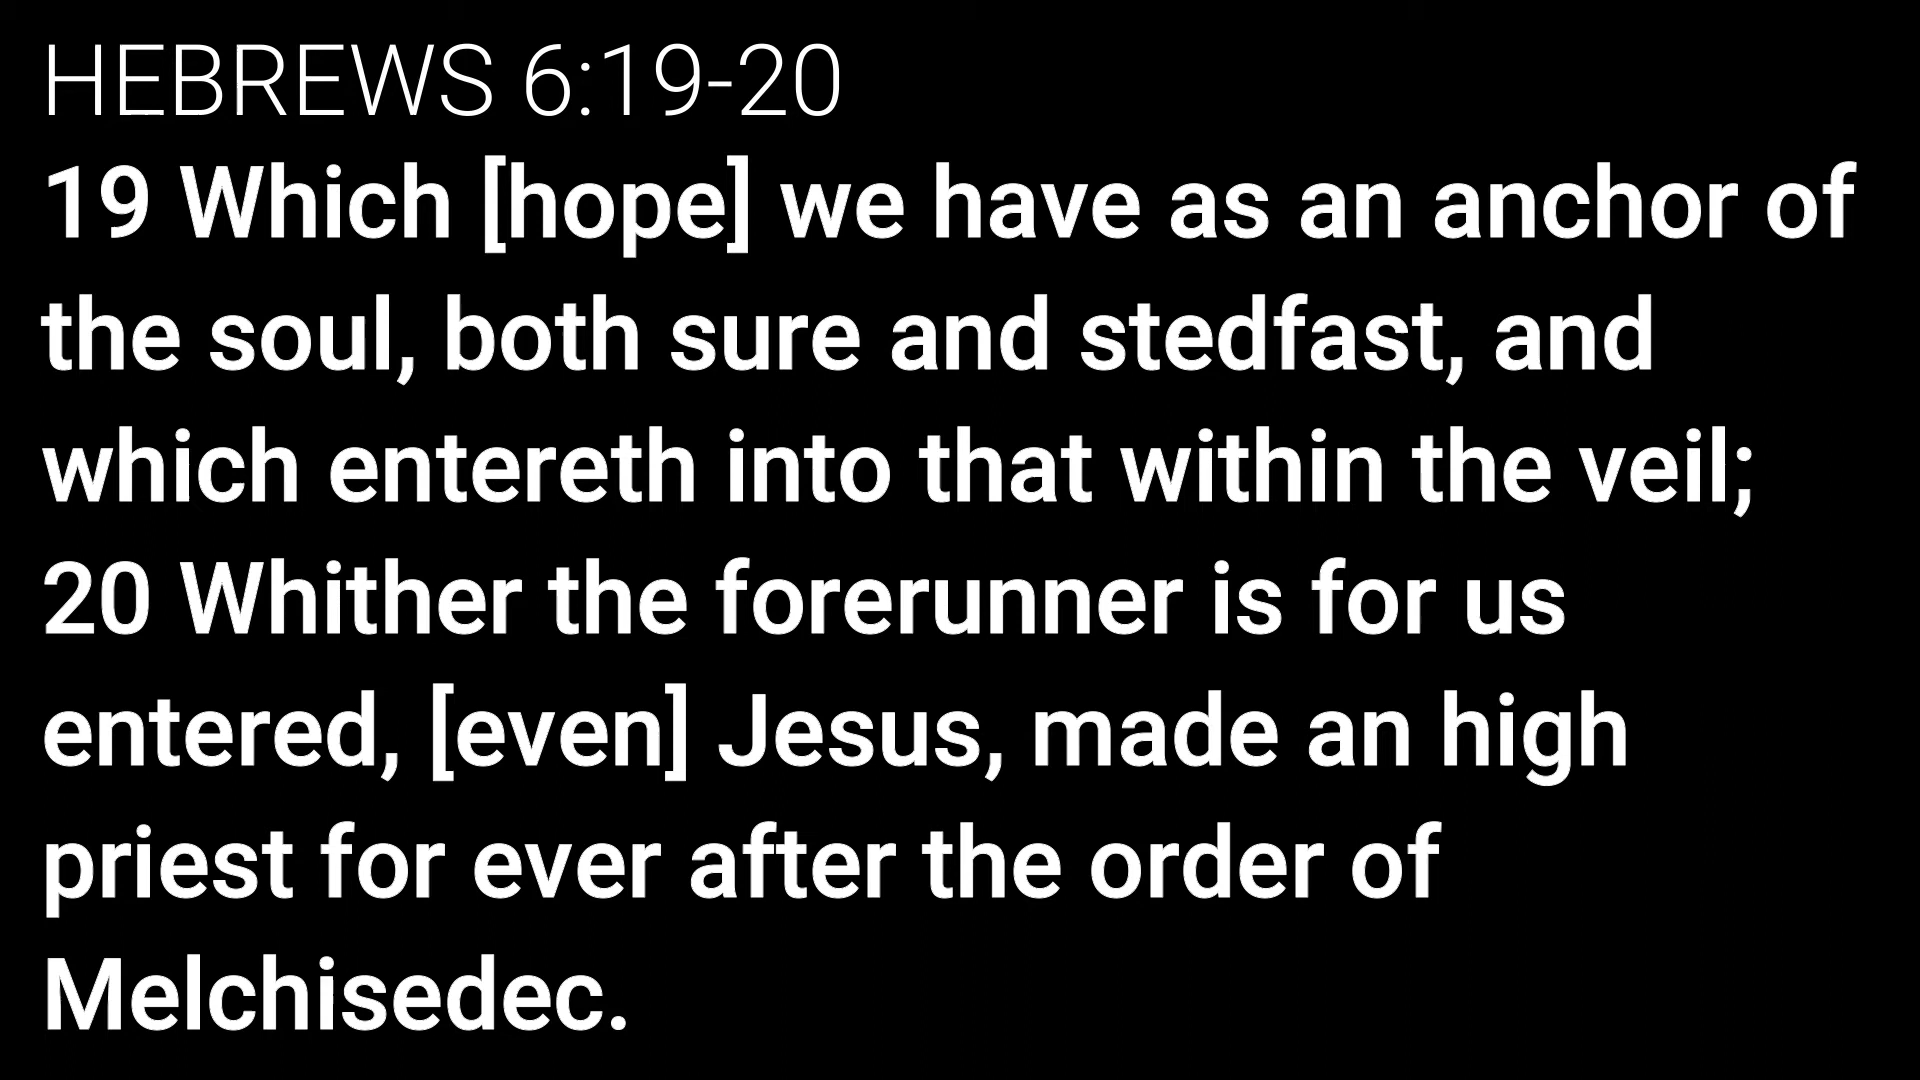 HEBREWS 6:19-20
19 Which [hope] we have as an anchor of
the soul, both sure and stedfast, and
which entereth into that within the veil;
20 Whither the forerunner is for us
entered, [even] Jesus, made an high
priest for ever after the order of
Melchisedec.